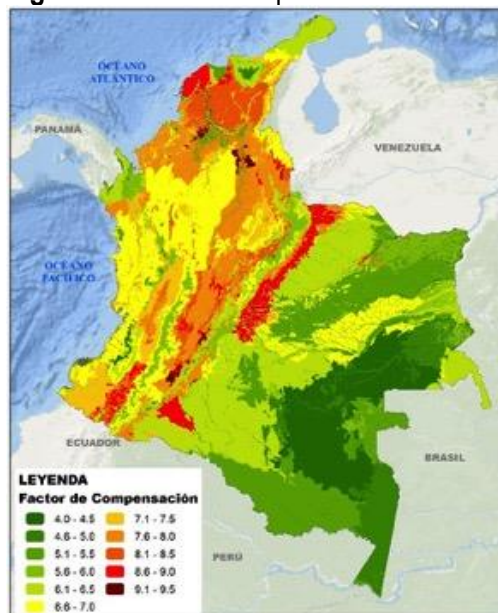 OCÉANO
ATLÁNTICO
PANAMÁ
VENEZUELA
OCÉANO
PACÍFICO
ECUADOR
BRASIL
PERÚ
LEYENDA
Factor de Compensación
4.0 - 4.5
4.6 - 5.0
5.1 - 5.5
5.6 - 6.0
6.1 - 6.5
6.6 - 7.0
7.1 - 7.5
7.6 - 8.0
8.1 - 8.5
8.6 - 9.0
9.1 - 9.5